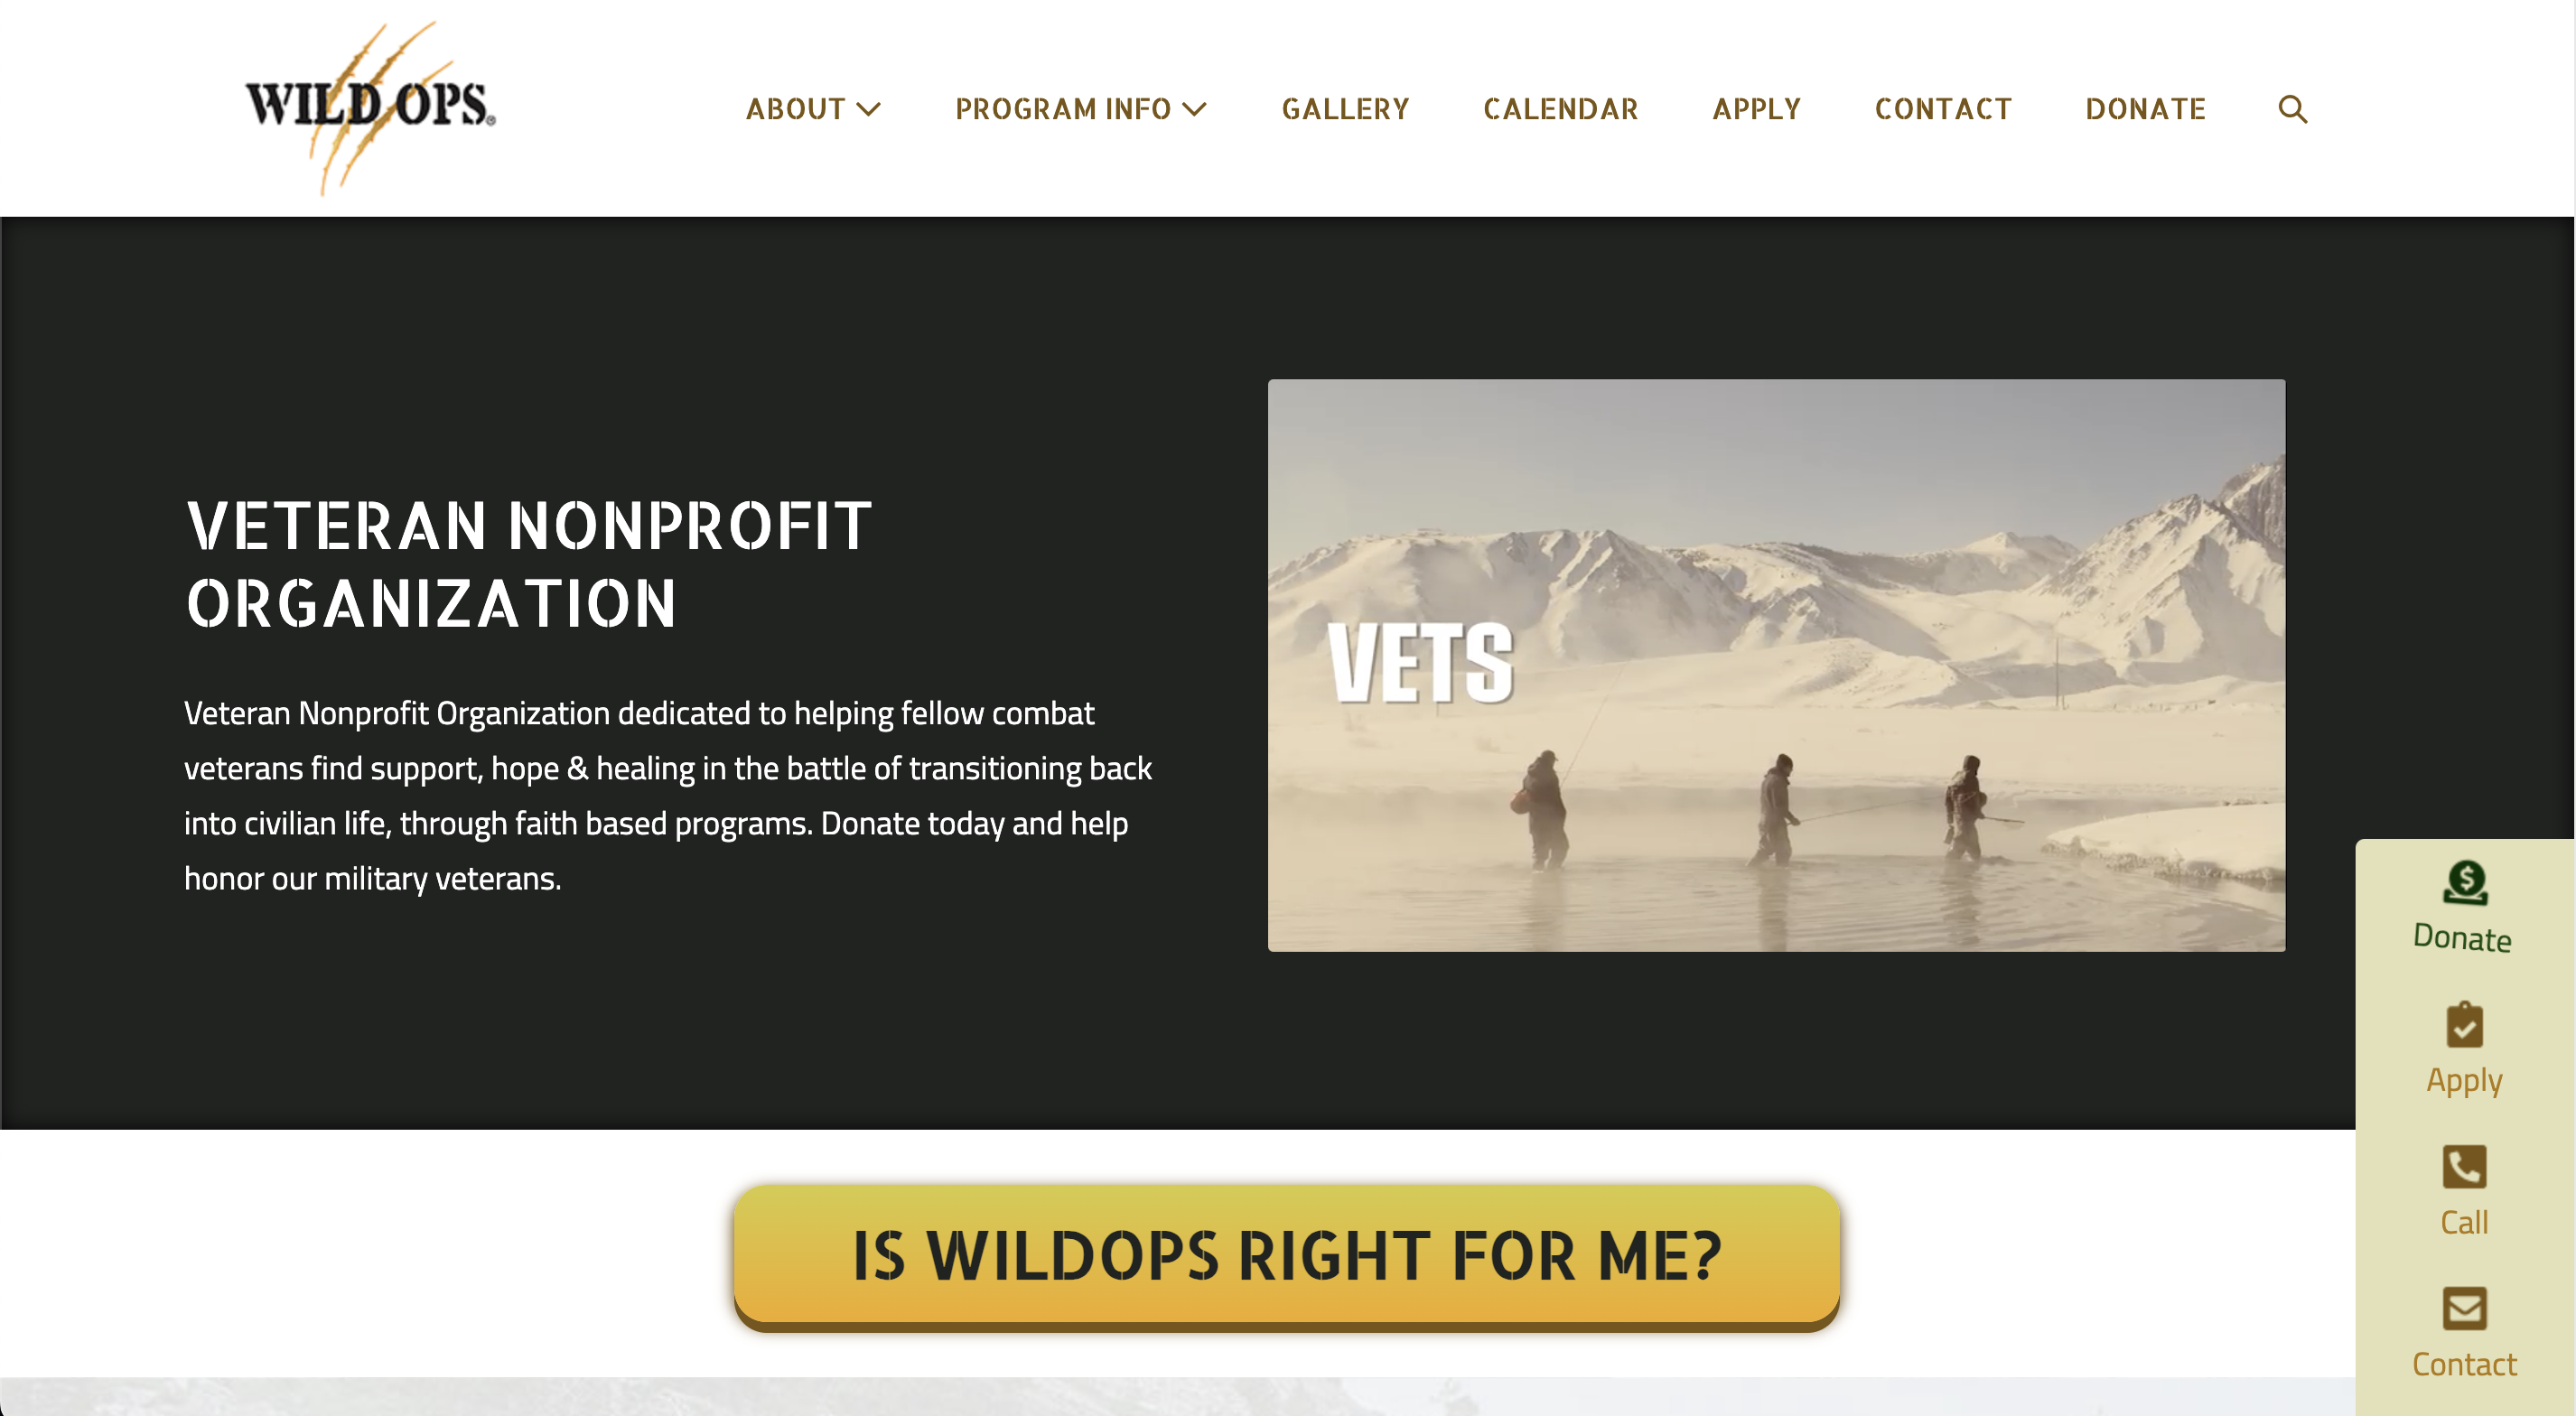 WILD OPS®
ABOUT
PROGRAM INFO
GALLERY
CALENDAR
APPLY
CONTACT
DONATE
VETERAN NONPROFIT
ORGANIZATION
Veteran Nonprofit Organization dedicated to helping fellow combat
veterans find support, hope & healing in the battle of transitioning back
into civilian life, through faith based programs. Donate today and help
honor our military veterans.
VETS
Donate
Apply
Call
Contact
IS WILDOPS RIGHT FOR ME?